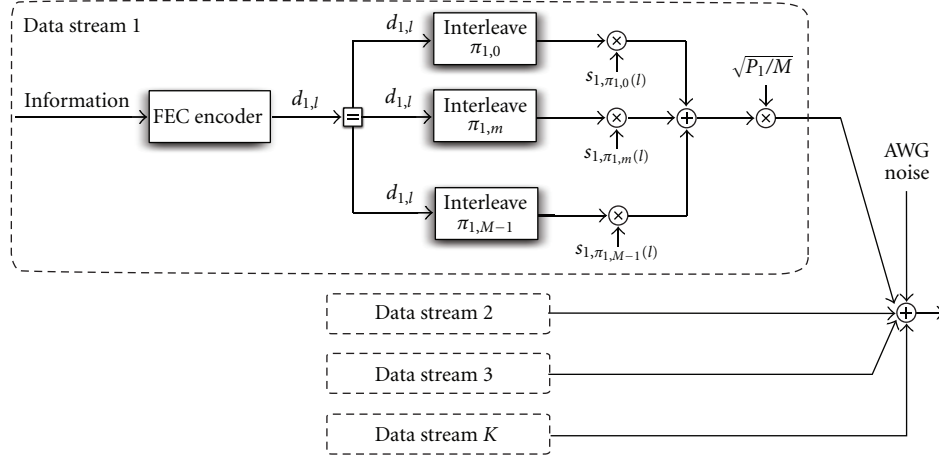 Data stream 1
Information
FEC encoder
d1,l
=
d1,l
Interleave
π1,0
×
s1,π1,0(l)
d1,l
Interleave
π1,m
×
s1,π1,m(l)
d1,l
Interleave
π1,M−1
×
s1,π1,M−1(l)
+
√P1/M
×
AWG
noise
+
Data stream 2
Data stream 3
Data stream K